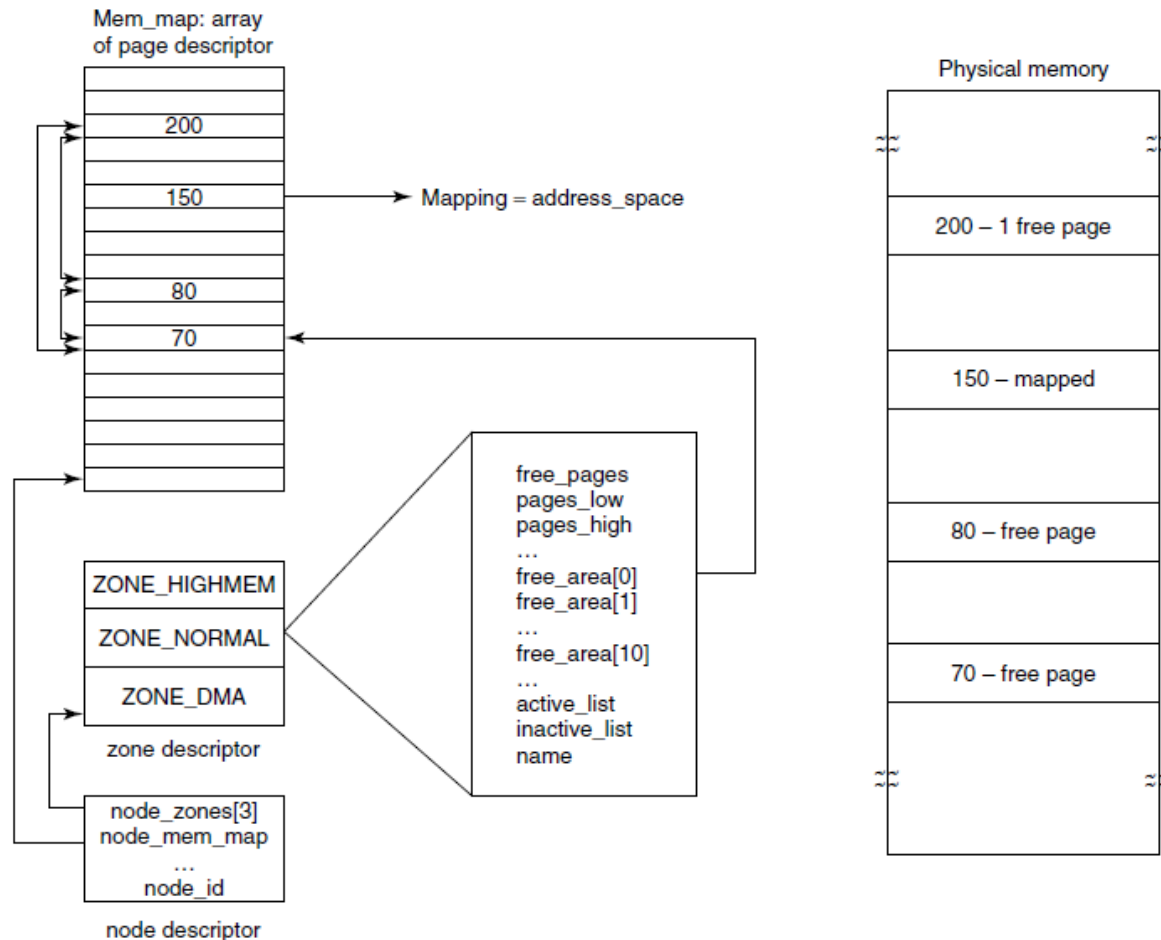 Mem_map: array
of page descriptor
200
150
Mapping = address_space
80
70
free_pages
pages_low
pages_high
…
free_area[0]
free_area[1]
…
free_area[10]
…
active_list
inactive_list
name
ZONE_HIGHMEM
ZONE_NORMAL
ZONE_DMA
zone descriptor
node_zones[3]
node_mem_map
…
node_id
node descriptor
Physical memory
200 – 1 free page
150 – mapped
80 – free page
70 – free page